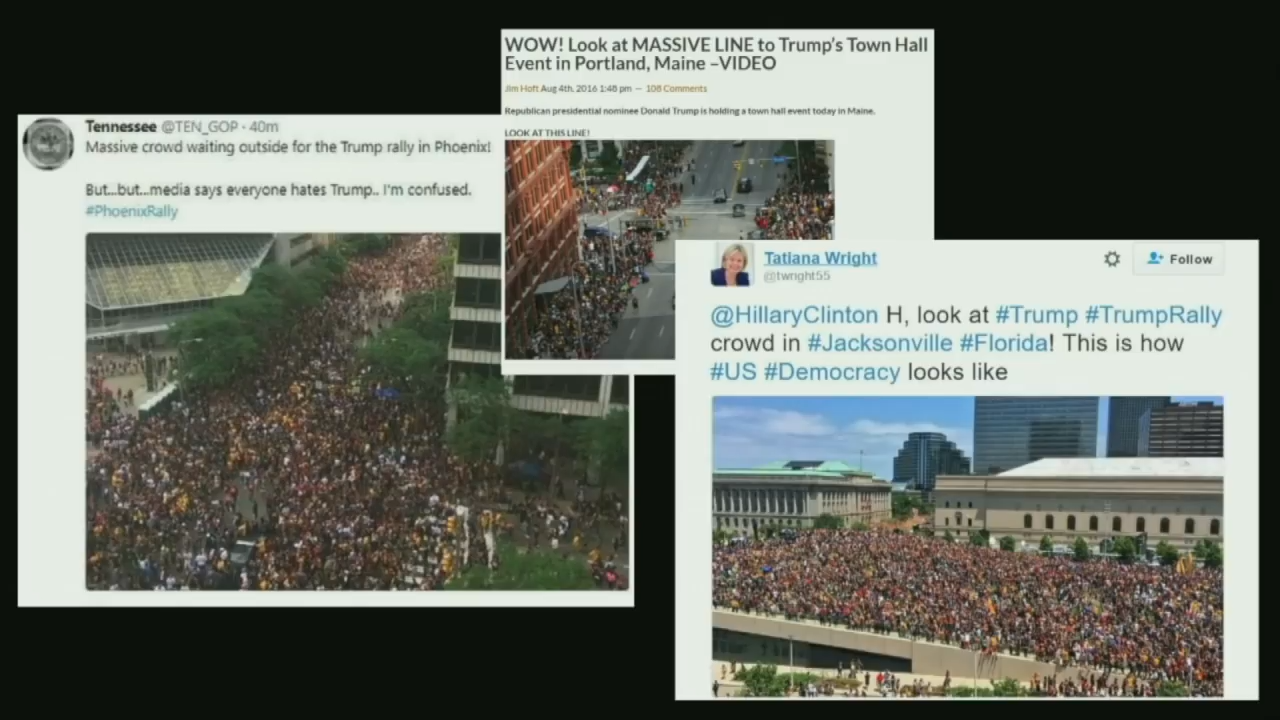 WOW! Look at MASSIVE LINE to Trump's Town Hall
Event in Portland, Maine –VIDEO
Jim Hoft Aug 4th, 2016 1:48 pm — 108 Comments
Republican presidential nominee Donald Trump is holding a town hall event today in Maine.
LOOK AT THIS LINE!
Tennessee @TEN_GOP · 40m
Massive crowd waiting outside for the Trump rally in Phoenix!
But...but...media says everyone hates Trump.. I'm confused.
#PhoenixRally
Tatiana Wright
@twright55
Follow
@HillaryClinton H, look at #Trump #TrumpRally
crowd in #Jacksonville #Florida! This is how
#US #Democracy looks like